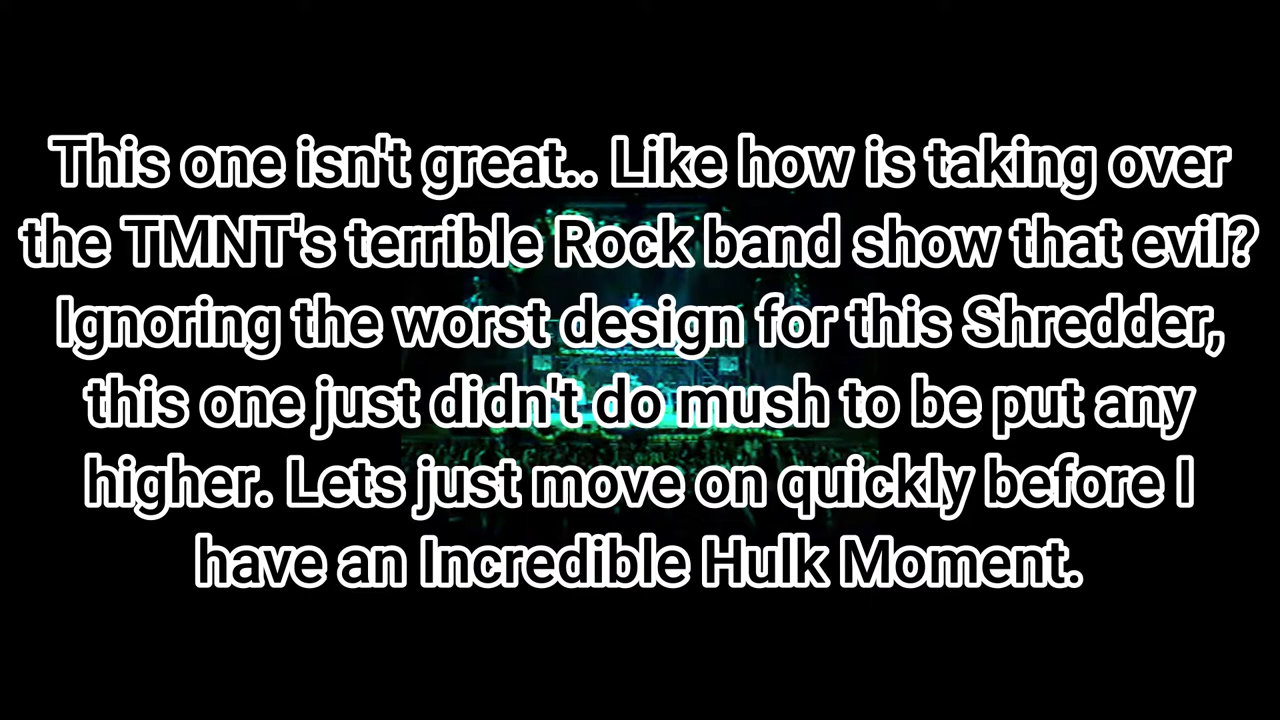 This one isn't great.. Like how is taking over
the TMNT's terrible Rock band show that evil?
Ignoring the worst design for this Shredder,
this one just didn't do mush to be put any
higher. Lets just move on quickly before I
have an Incredible Hulk Moment.